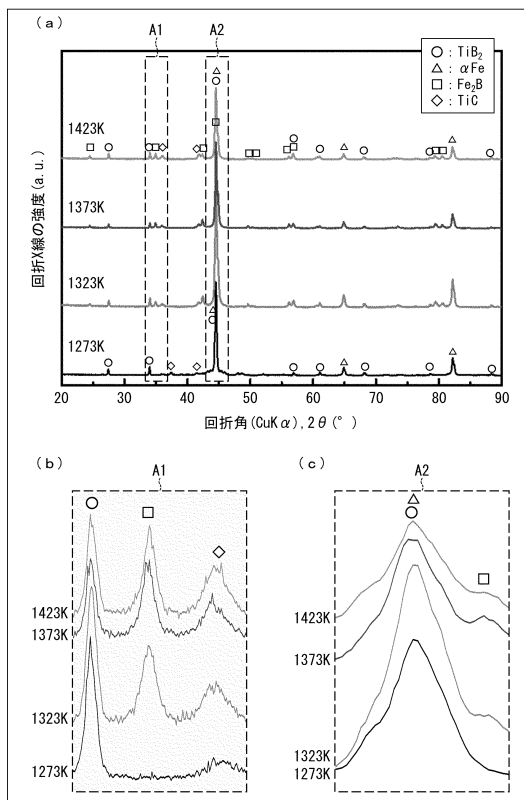 (a)
A1
A2
○ : TiB₂
△ : αFe
□ : Fe₂B
◇ : TiC
1423K
1373K
1323K
1273K
回折X線の強度(a.u.)
20 30 40 50 60 70 80 90
回折角(CuKα), 2θ(°)
(b)
A1
1423K
1373K
1323K
1273K
(c)
A2
1423K
1373K
1323K
1273K